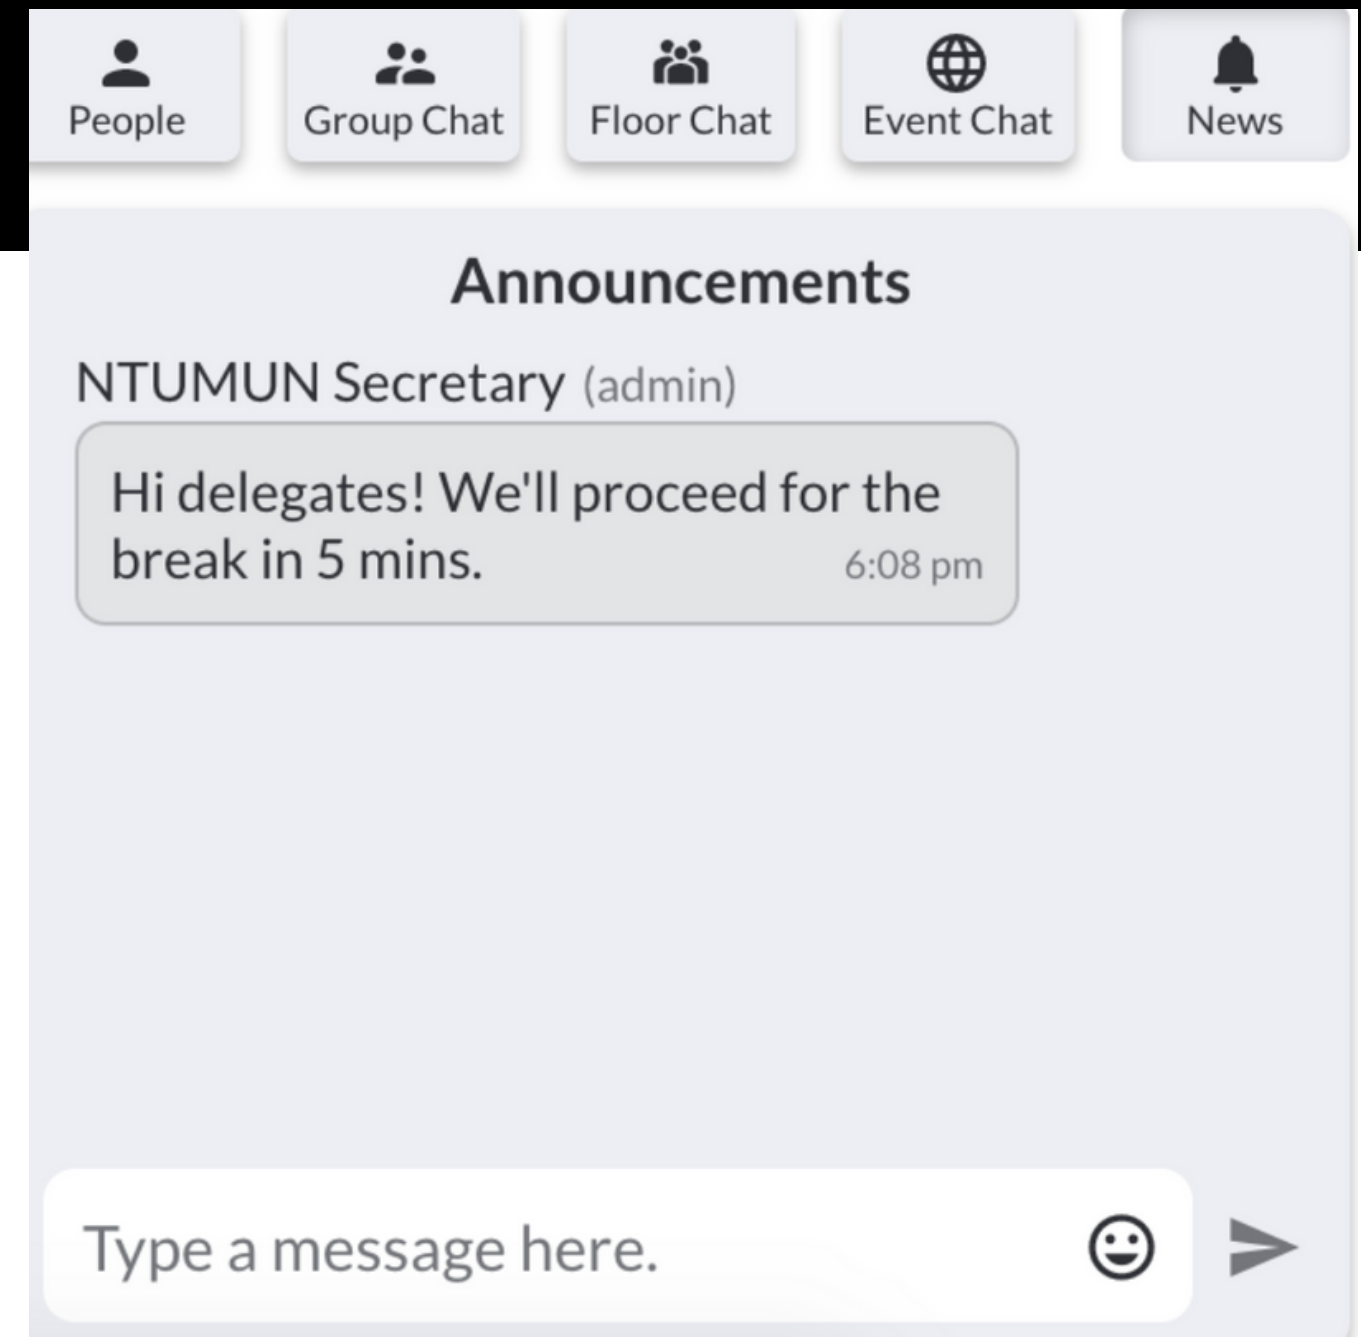 People
Group Chat
Floor Chat
Event Chat
News
Announcements
NTUMUN Secretary (admin)
Hi delegates! We'll proceed for the
break in 5 mins.
6:08 pm
Type a message here.